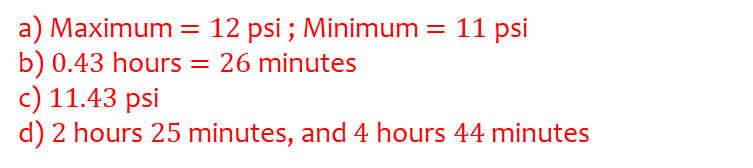 a) Maximum = 12 psi ; Minimum = 11 psi
b) 0.43 hours = 26 minutes
c) 11.43 psi
d) 2 hours 25 minutes, and 4 hours 44 minutes